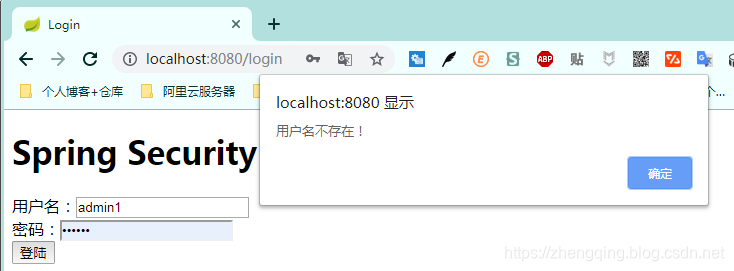 Login
localhost:8080/login
ABP
贴
个人博客+仓库
阿里云服务器
个...
localhost:8080 显示
用户名不存在！
确定
Spring Security
用户名：admin1
密码：••••••
登陆
https://zhengqing.blog.csdn.net